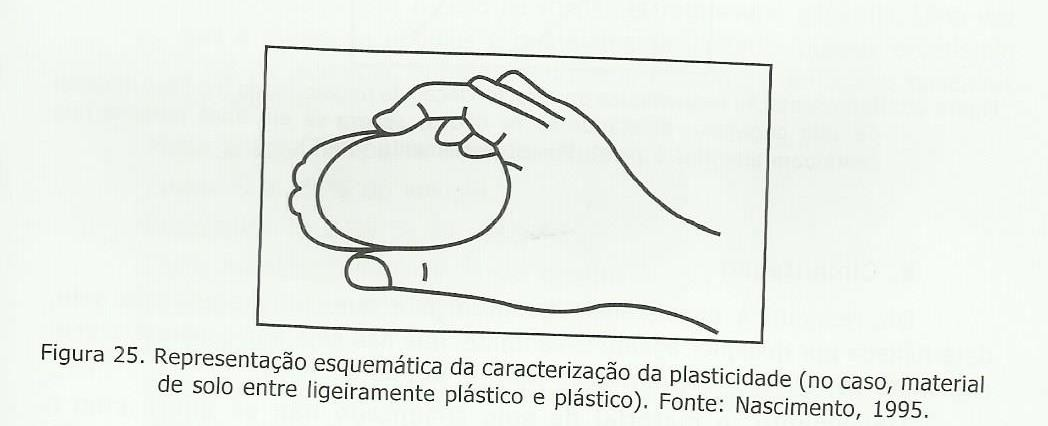 Figura 25. Representação esquemática da caracterização da plasticidade (no caso, material
de solo entre ligeiramente plástico e plástico). Fonte: Nascimento, 1995.